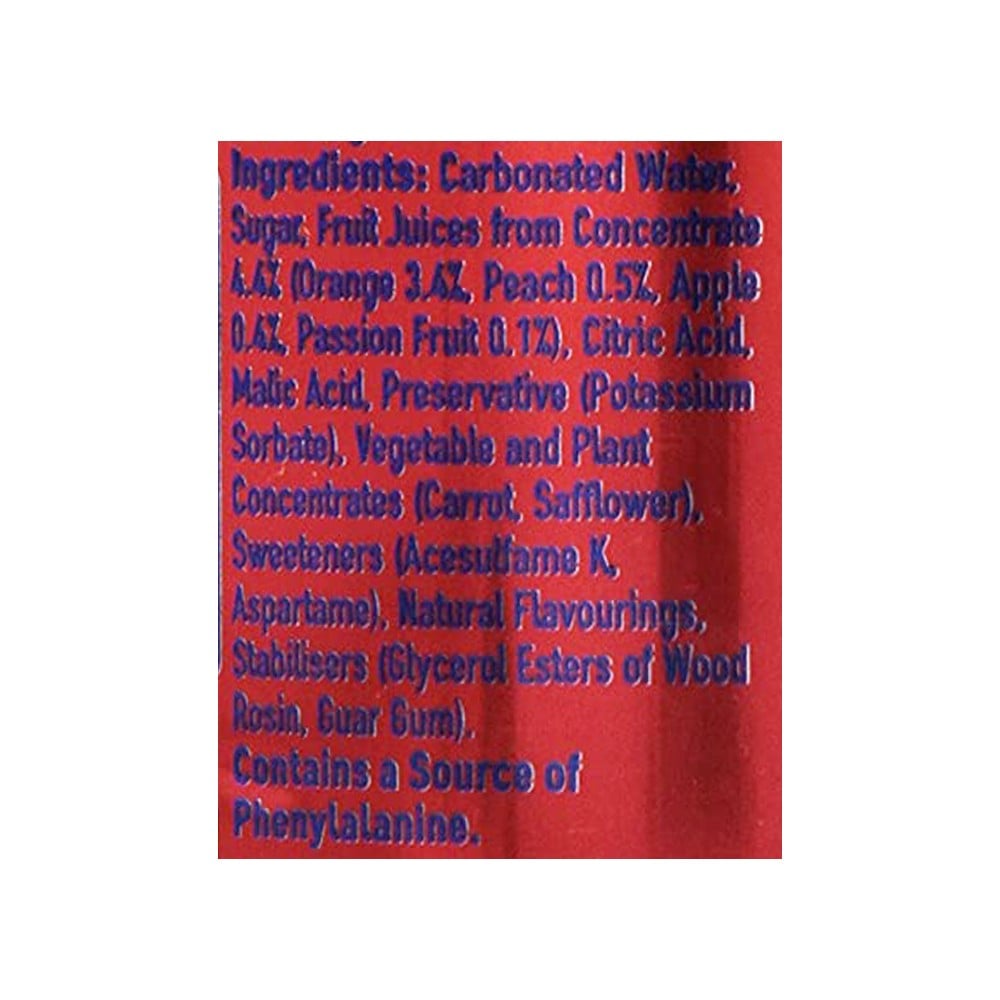 Ingredients: Carbonated Water,
Sugar, Fruit Juices from Concentrate
4.4% (Orange 3.4%, Peach 0.5%, Apple
0.4%, Passion Fruit 0.1%), Citric Acid,
Malic Acid, Preservative (Potassium
Sorbate), Vegetable and Plant
Concentrates (Carrot, Safflower),
Sweeteners (Acesulfame K,
Aspartame), Natural Flavourings,
Stabilisers (Glycerol Esters of Wood
Rosin, Guar Gum).
Contains a Source of
Phenylalanine.